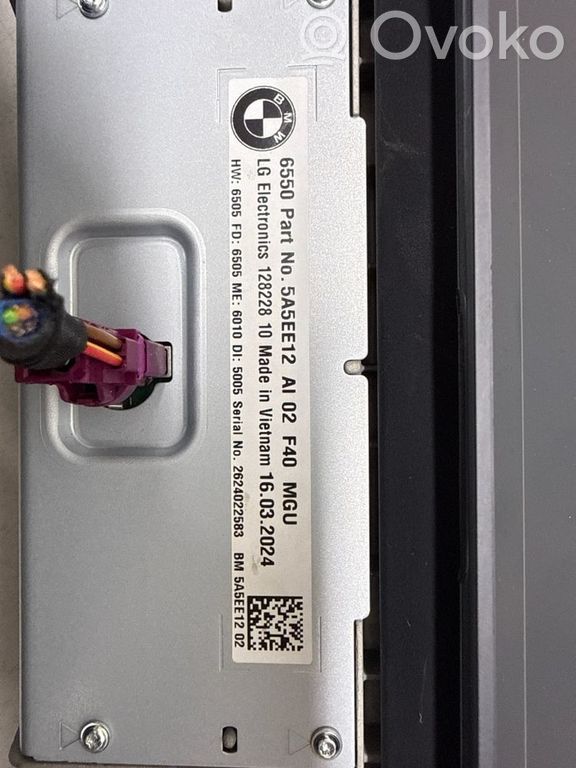 Ovoko
BMW
6550 Part No. 5A5EE12 AI 02 F40 MGU
LG Electronics 128228 10 Made in Vietnam 16.03.2024
HW: 6505 FD: 6505 ME: 6010 DI: 5005 Serial No. 2624022583 BM 5A5EE12 02